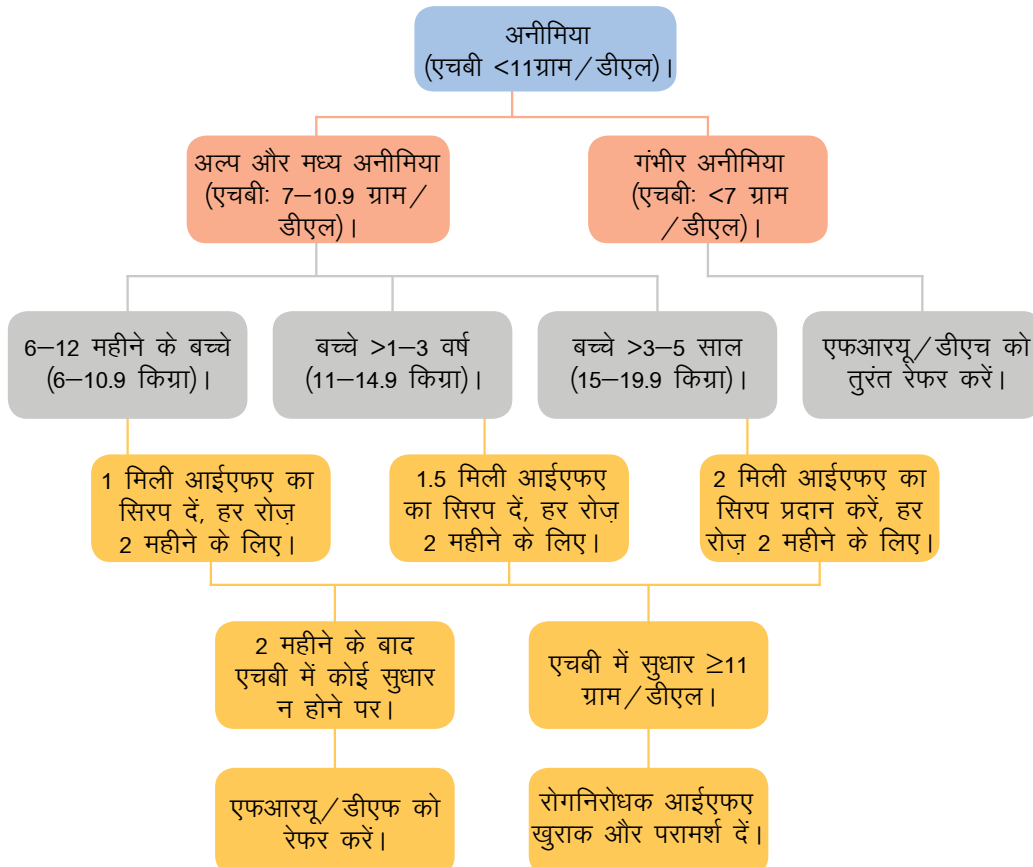 अनीमिया
(एचबी <11ग्राम/डीएल)।
अल्प और मध्य अनीमिया
(एचबीः 7–10.9 ग्राम/
डीएल)।
गंभीर अनीमिया
(एचबीः <7 ग्राम
/डीएल)।
6–12 महीने के बच्चे
(6–10.9 किग्रा)।
बच्चे >1–3 वर्ष
(11–14.9 किग्रा)।
बच्चे >3–5 साल
(15–19.9 किग्रा)।
एफआरयू/डीएच को
तुरंत रेफर करें।
1 मिली आईएफए का
सिरप दें, हर रोज़
2 महीने के लिए।
1.5 मिली आईएफए
का सिरप दें, हर रोज़
2 महीने के लिए।
2 मिली आईएफए का
सिरप प्रदान करें, हर
रोज़ 2 महीने के लिए।
2 महीने के बाद
एचबी में कोई सुधार
न होने पर।
एचबी में सुधार ≥11
ग्राम/डीएल।
एफआरयू/डीएफ को
रेफर करें।
रोगनिरोधक आईएफए
खुराक और परामर्श दें।